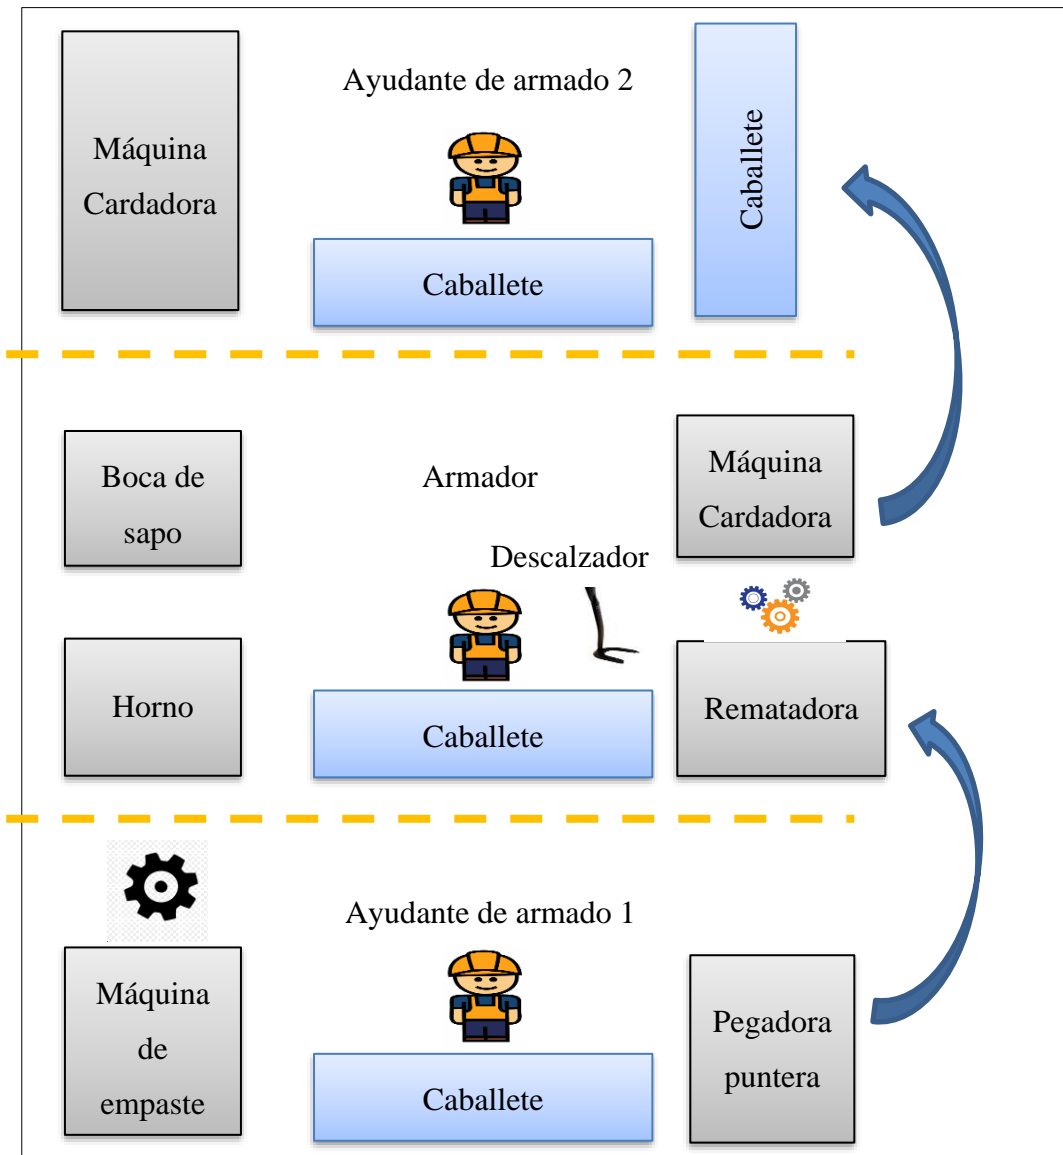 Ayudante de armado 2
Máquina
Cardadora
Caballete
Caballete
Boca de
sapo
Armador
Máquina
Cardadora
Descalzador
Horno
Caballete
Rematadora
Ayudante de armado 1
Máquina
de
empaste
Caballete
Pegadora
puntera